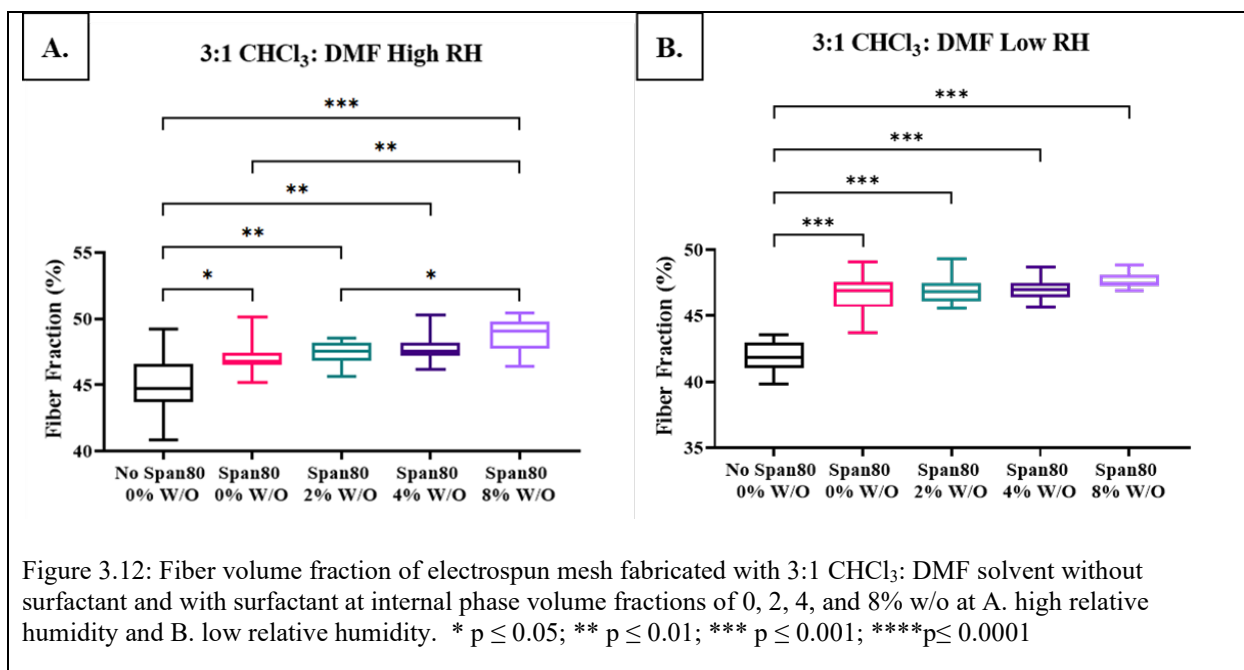 A.
3:1 CHCl₃: DMF High RH
***
**
**
**
*
*
Fiber Fraction (%)
55
50
45
40
No Span80 Span80 Span80 Span80 Span80
0% W/O 0% W/O 2% W/O 4% W/O 8% W/O
B.
3:1 CHCl₃: DMF Low RH
***
***
***
***
Fiber Fraction (%)
50
45
40
35
No Span80 Span80 Span80 Span80 Span80
0% W/O 0% W/O 2% W/O 4% W/O 8% W/O
Figure 3.12: Fiber volume fraction of electrospun mesh fabricated with 3:1 CHCl₃: DMF solvent without
surfactant and with surfactant at internal phase volume fractions of 0, 2, 4, and 8% w/o at A. high relative
humidity and B. low relative humidity. * p ≤ 0.05; ** p ≤ 0.01; *** p ≤ 0.001; ****p≤ 0.0001